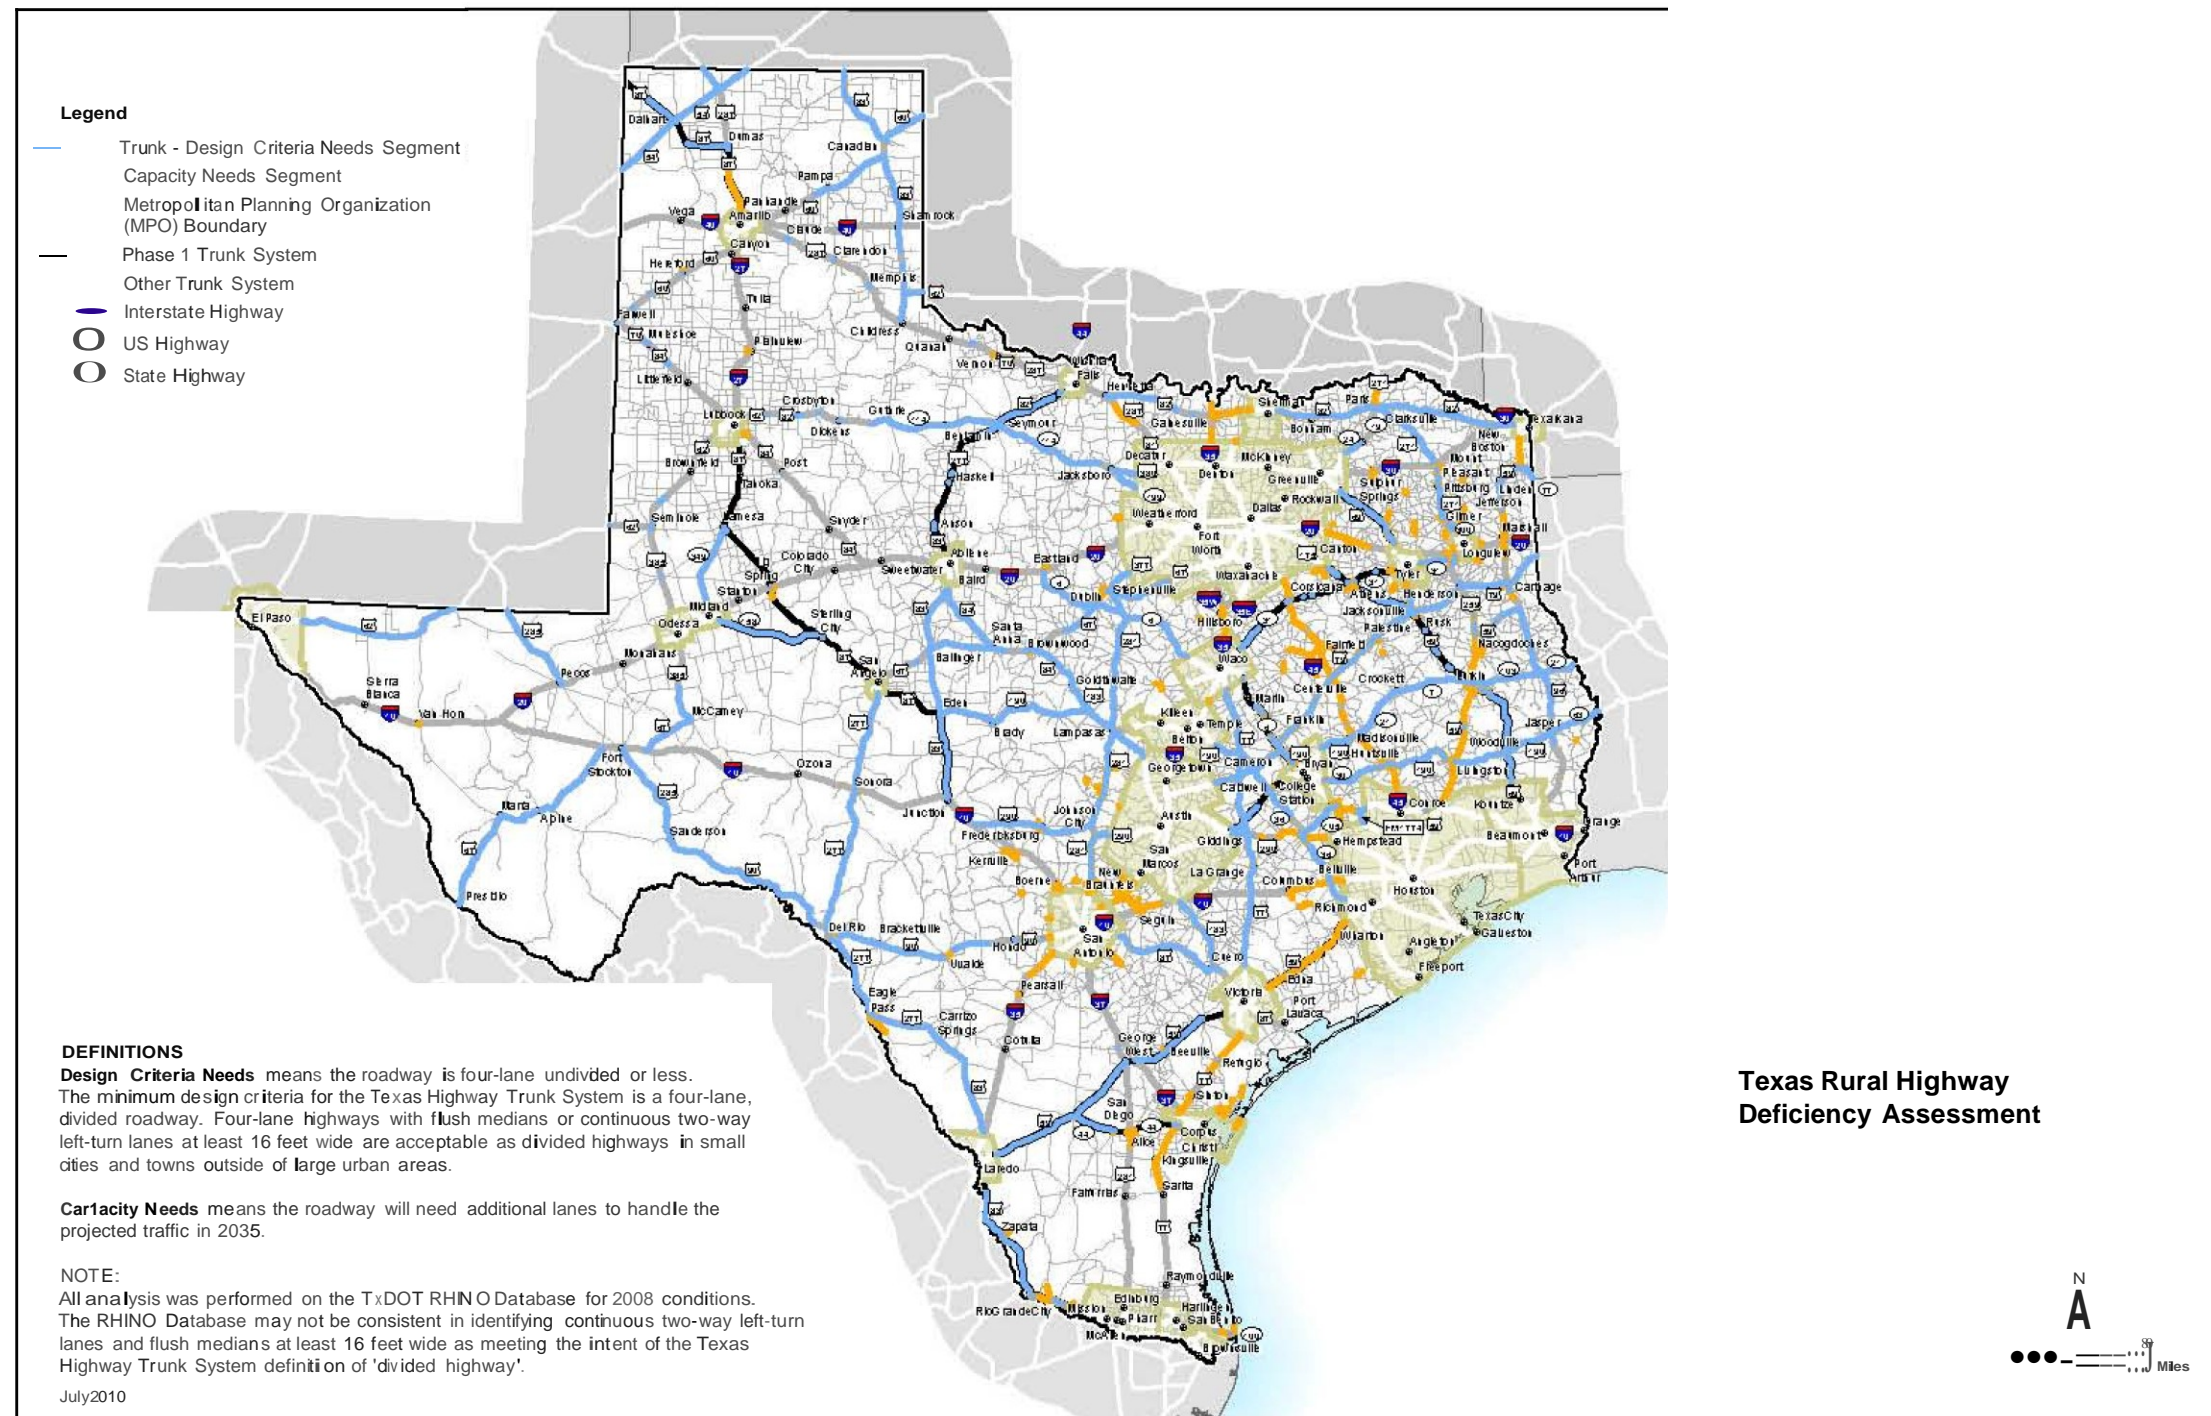 Legend
Trunk - Design Criteria Needs Segment
Capacity Needs Segment
Metropolitan Planning Organization
(MPO) Boundary
Phase 1 Trunk System
Other Trunk System
Interstate Highway
US Highway
State Highway
Dalhart
Dumas
Canadian
Pampa
Panhandle
Vega
Amarillo
Shamrock
Claude
Canyon
Clarendon
Hereford
Memphis
Tulia
Farwell
Muleshoe
Childress
Plainview
Quanah
Vernon
Falls
Littlefield
Henrietta
Crosbyton
Guthrie
Lubbock
Dickens
Seymour
Benjamin
Gainesville
Sherman
Paris
Clarksville
Bonham
New
Boston
Texarkana
Brownfield
Post
Haskell
Jacksboro
Decatur
Denton
McKinney
Greenville
Mount
Pleasant
Pittsburg
Linden
Tahoka
Rockwall
Sulphur
Springs
Jefferson
Seminole
Lamesa
Snyder
Anson
Weatherford
Dallas
Fort
Worth
Gilmer
Marshall
Canton
Longview
Colorado
City
Abilene
Eastland
Big
Spring
Sweetwater
Baird
Waxahachie
Tyler
Stanton
Stephenville
Corsicana
Athens
Henderson
Carthage
Midland
Dublin
Jacksonville
El Paso
Odessa
Sterling
City
Santa
Anna
Brownwood
Hillsboro
Palestine
Rusk
Monahans
San
Angelo
Ballinger
Fairfield
Nacogdoches
Pecos
Waco
Sierra
Blanca
Goldthwaite
Crockett
Lufkin
Van Horn
McCamey
Eden
Marlin
Centerville
Killeen
Temple
Franklin
Jasper
Brady
Lampasas
Belton
Madisonville
Huntsville
Woodville
Fort
Stockton
Ozona
Georgetown
Cameron
Bryan
Livingston
Sonora
Caldwell
College
Station
Marfa
Alpine
Junction
Johnson
City
Conroe
Kountze
Sanderson
Fredericksburg
Austin
Giddings
Hempstead
Beaumont
Orange
Kerrville
San
Marcos
Port
Arthur
Boerne
New
Braunfels
La Grange
Columbus
Bellville
Houston
Presidio
Seguin
Richmond
Texas City
Galveston
Del Rio
Brackettville
Hondo
San
Antonio
Wharton
Angleton
Uvalde
Cuero
Freeport
Edna
Eagle
Pass
Pearsall
Victoria
Port
Lavaca
Carrizo
Springs
Cotulla
George
West
Beeville
Refugio
San
Diego
Sinton
Alice
Corpus
Christi
Kingsville
Laredo
Falfurrias
Sarita
Zapata
Raymondville
Rio Grande City
Mission
Edinburg
Pharr
McAllen
Harlingen
San Benito
Brownsville
DEFINITIONS
Design Criteria Needs means the roadway is four-lane undivided or less.
The minimum design criteria for the Texas Highway Trunk System is a four-lane,
divided roadway. Four-lane highways with flush medians or continuous two-way
left-turn lanes at least 16 feet wide are acceptable as divided highways in small
cities and towns outside of large urban areas.
Car1acity Needs means the roadway will need additional lanes to handle the
projected traffic in 2035.
NOTE:
All analysis was performed on the TxDOT RHINO Database for 2008 conditions.
The RHINO Database may not be consistent in identifying continuous two-way left-turn
lanes and flush medians at least 16 feet wide as meeting the intent of the Texas
Highway Trunk System definition of 'divided highway'.
July2010
Texas Rural Highway
Deficiency Assessment
N
A
Miles